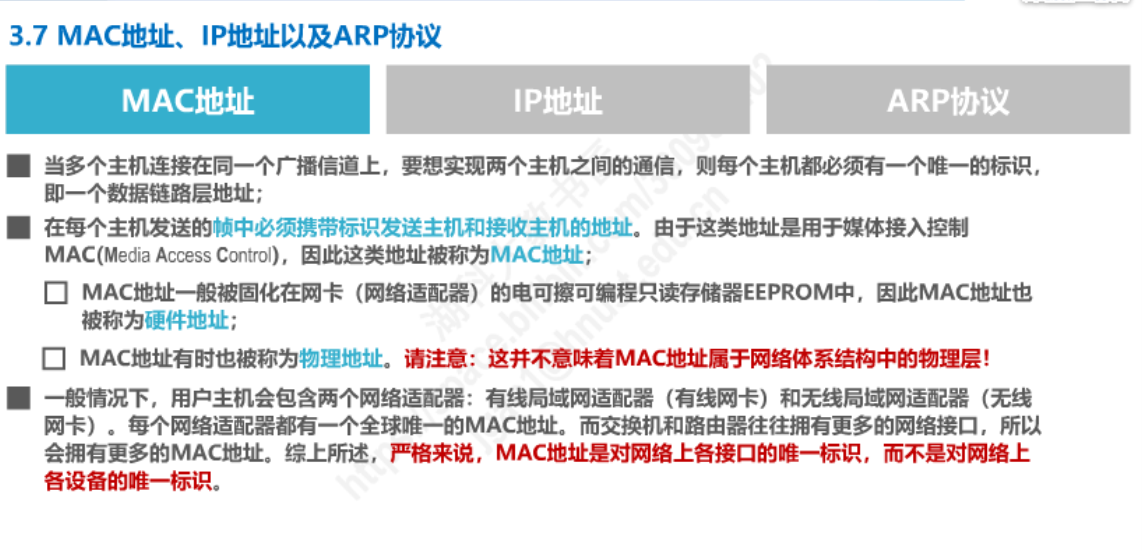 3.7 MAC地址、IP地址以及ARP协议
MAC地址
IP地址
ARP协议
当多个主机连接在同一个广播信道上，要想实现两个主机之间的通信，则每个主机都必须有一个唯一的标识，
即一个数据链路层地址；
在每个主机发送的帧中必须携带标识发送主机和接收主机的地址。由于这类地址是用于媒体接入控制
MAC(Media Access Control)，因此这类地址被称为MAC地址；
MAC地址一般被固化在网卡（网络适配器）的电可擦可编程只读存储器EEPROM中，因此MAC地址也
被称为硬件地址；
MAC地址有时也被称为物理地址。请注意：这并不意味着MAC地址属于网络体系结构中的物理层！
一般情况下，用户主机会包含两个网络适配器：有线局域网适配器（有线网卡）和无线局域网适配器（无线
网卡）。每个网络适配器都有一个全球唯一的MAC地址。而交换机和路由器往往拥有更多的网络接口，所以
会拥有更多的MAC地址。综上所述，严格来说，MAC地址是对网络上各接口的唯一标识，而不是对网络上
各设备的唯一标识。